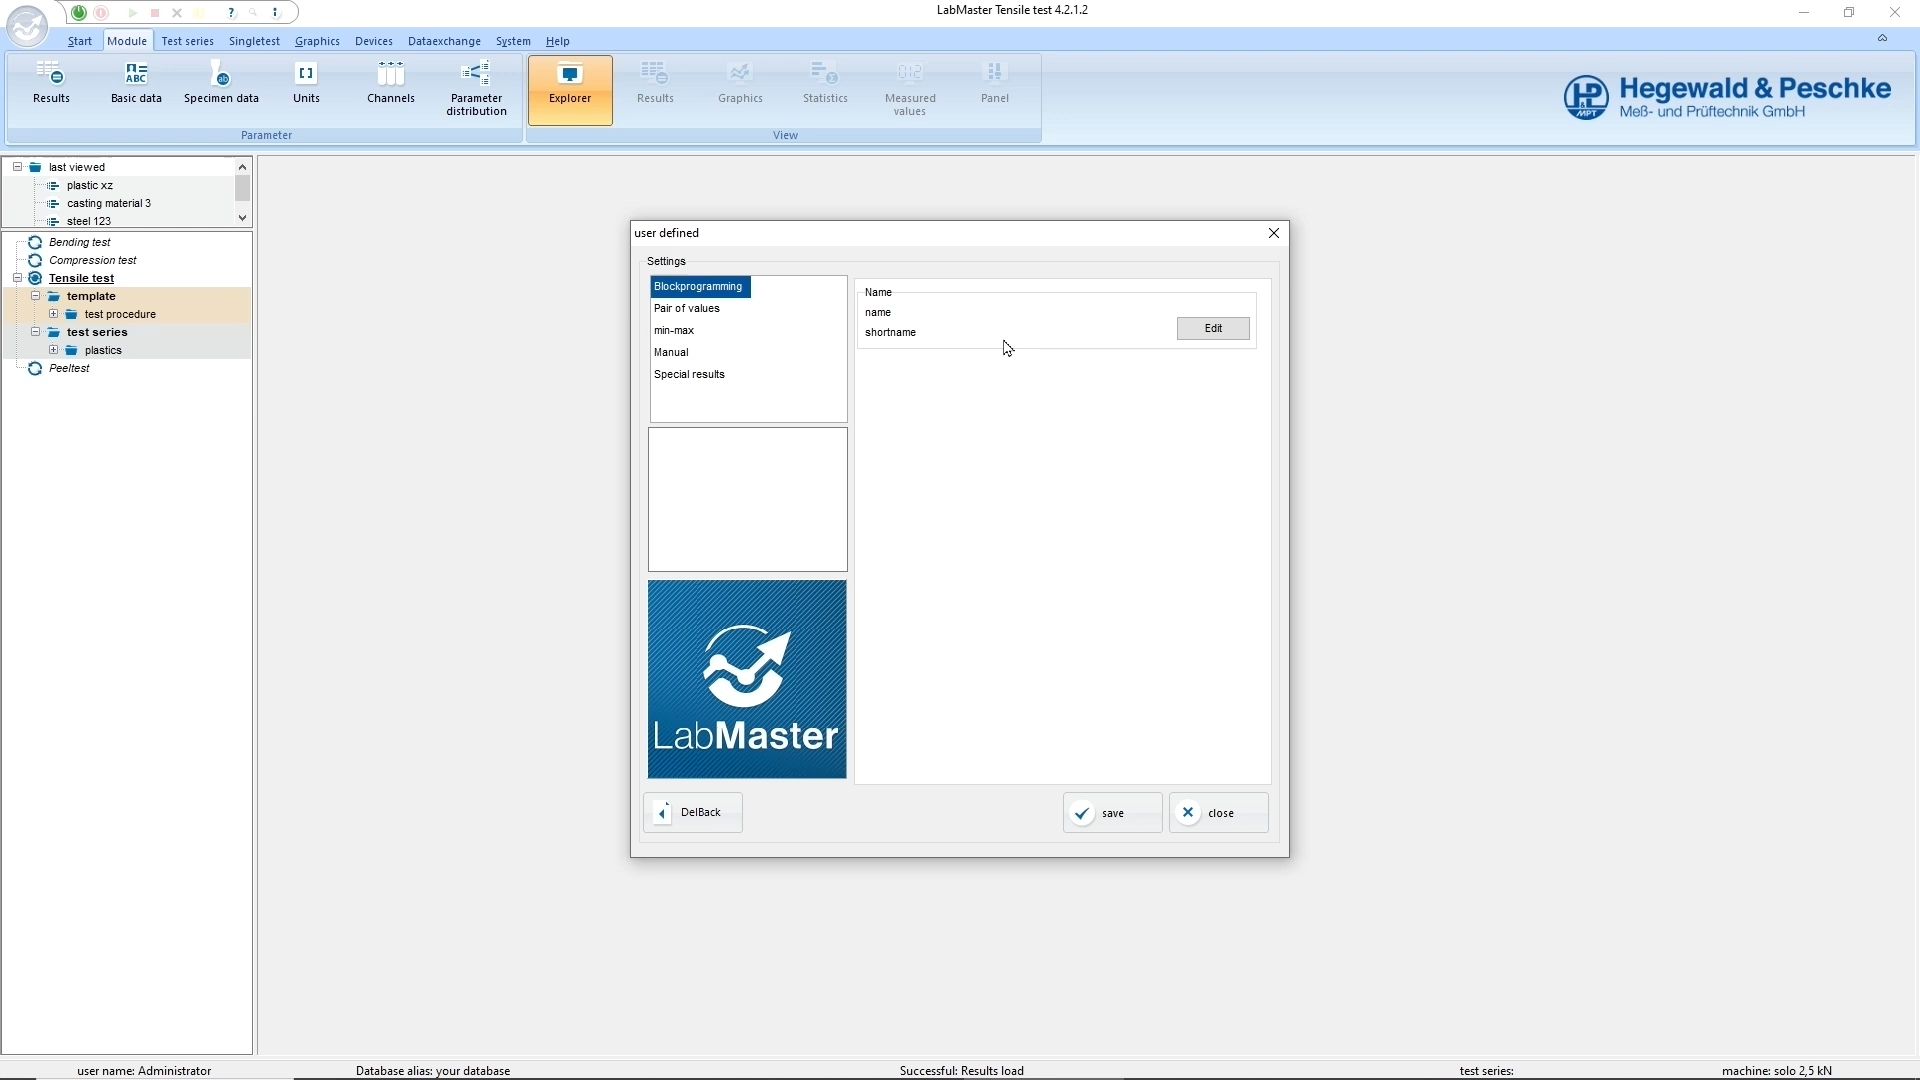 LabMaster Tensile test 4.2.1.2
Start Module Test series Singletest Graphics Devices Dataexchange System Help
Results Basic data Specimen data Units Channels Parameter distribution Explorer Results Graphics Statistics Measured values Panel
Parameter View
H&P MPT
Hegewald & Peschke
Meß- und Prüftechnik GmbH
last viewed
plastic xz
casting material 3
steel 123
Bending test
Compression test
Tensile test
template
test procedure
test series
plastics
Peeltest
user defined
Settings
Blockprogramming
Pair of values
min-max
Manual
Special results
Name
name
shortname
Edit
LabMaster
DelBack
save
close
user name: Administrator
Database alias: your database
Successful: Results load
test series:
machine: solo 2,5 kN